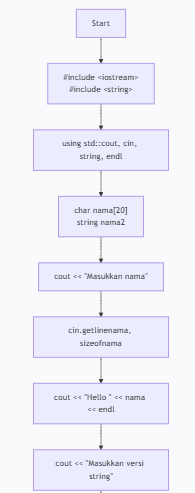 Start
#include <iostream>
#include <string>
using std::cout, cin,
string, endl
char nama[20]
string nama2
cout << "Masukkan nama"
cin.getlinenama,
sizeofnama
cout << "Hello " << nama
<< endl
cout << "Masukkan versi
string"